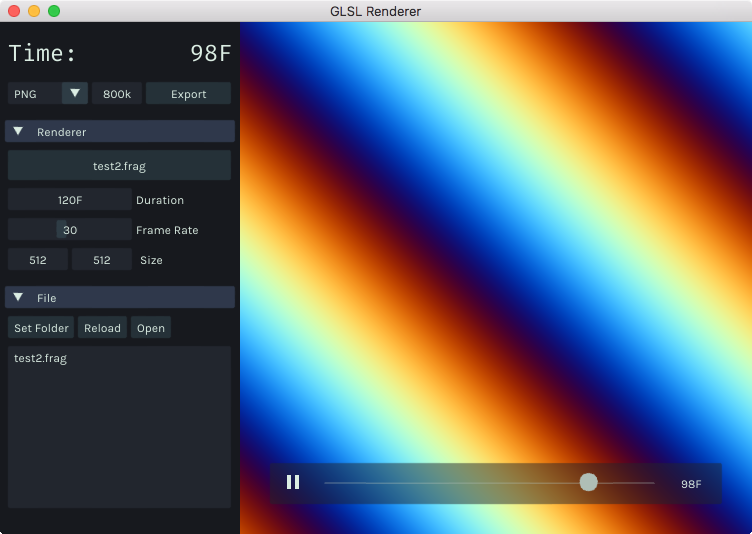 GLSL Renderer
Time: 98F
PNG 800k Export
Renderer
test2.frag
120F Duration
30 Frame Rate
512 512 Size
File
Set Folder Reload Open
test2.frag
98F